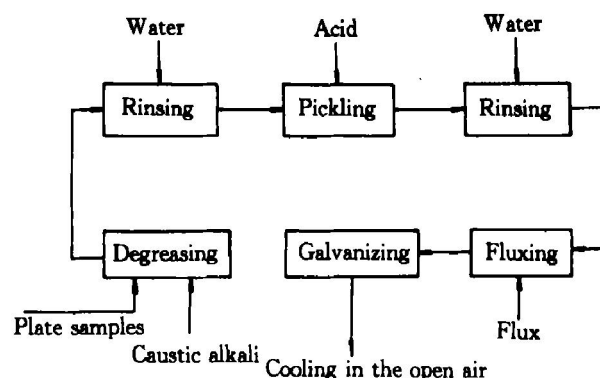 Water
Acid
Water
Rinsing
Pickling
Rinsing
Degreasing
Galvanizing
Fluxing
Plate samples
Caustic alkali
Flux
Cooling in the open air